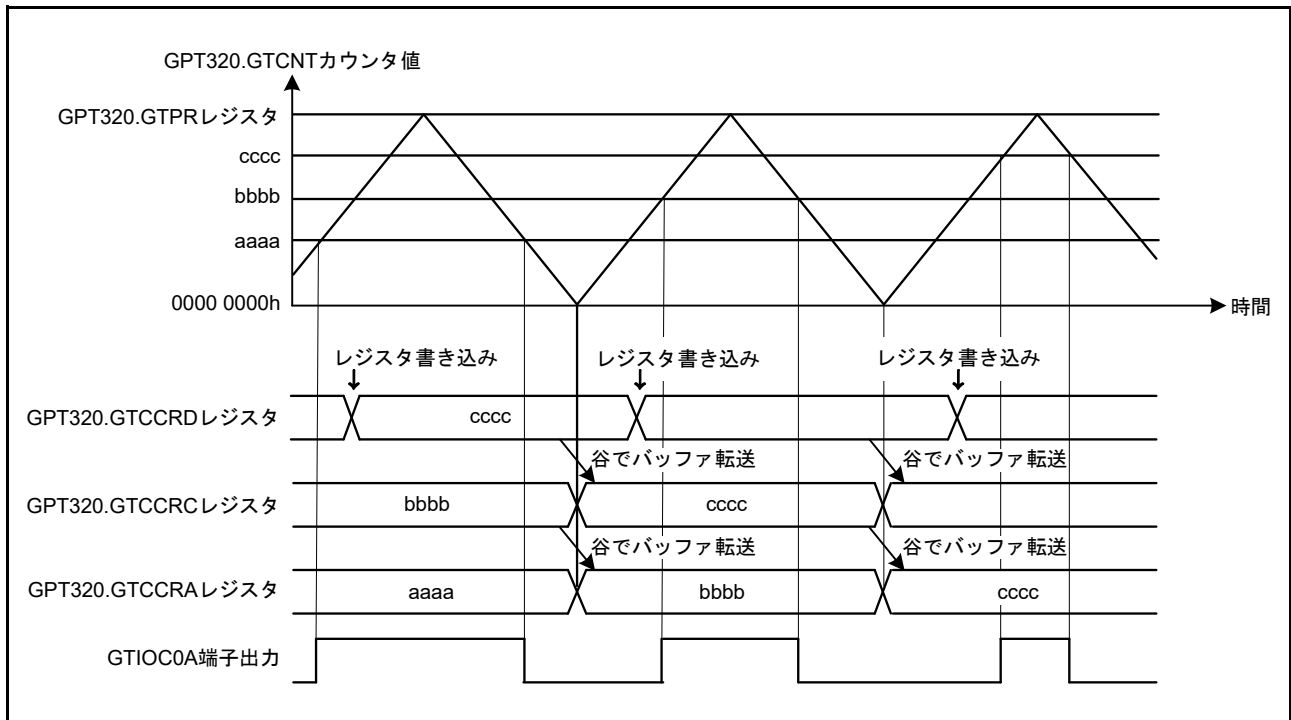 GPT320.GTCNTカウンタ値
GPT320.GTPRレジスタ
cccc
bbbb
aaaa
0000 0000h
時間
レジスタ書き込み レジスタ書き込み レジスタ書き込み
GPT320.GTCCRDレジスタ cccc
谷でバッファ転送 谷でバッファ転送
GPT320.GTCCRCレジスタ bbbb cccc
谷でバッファ転送 谷でバッファ転送
GPT320.GTCCRAレジスタ aaaa bbbb cccc
GTIOC0A端子出力